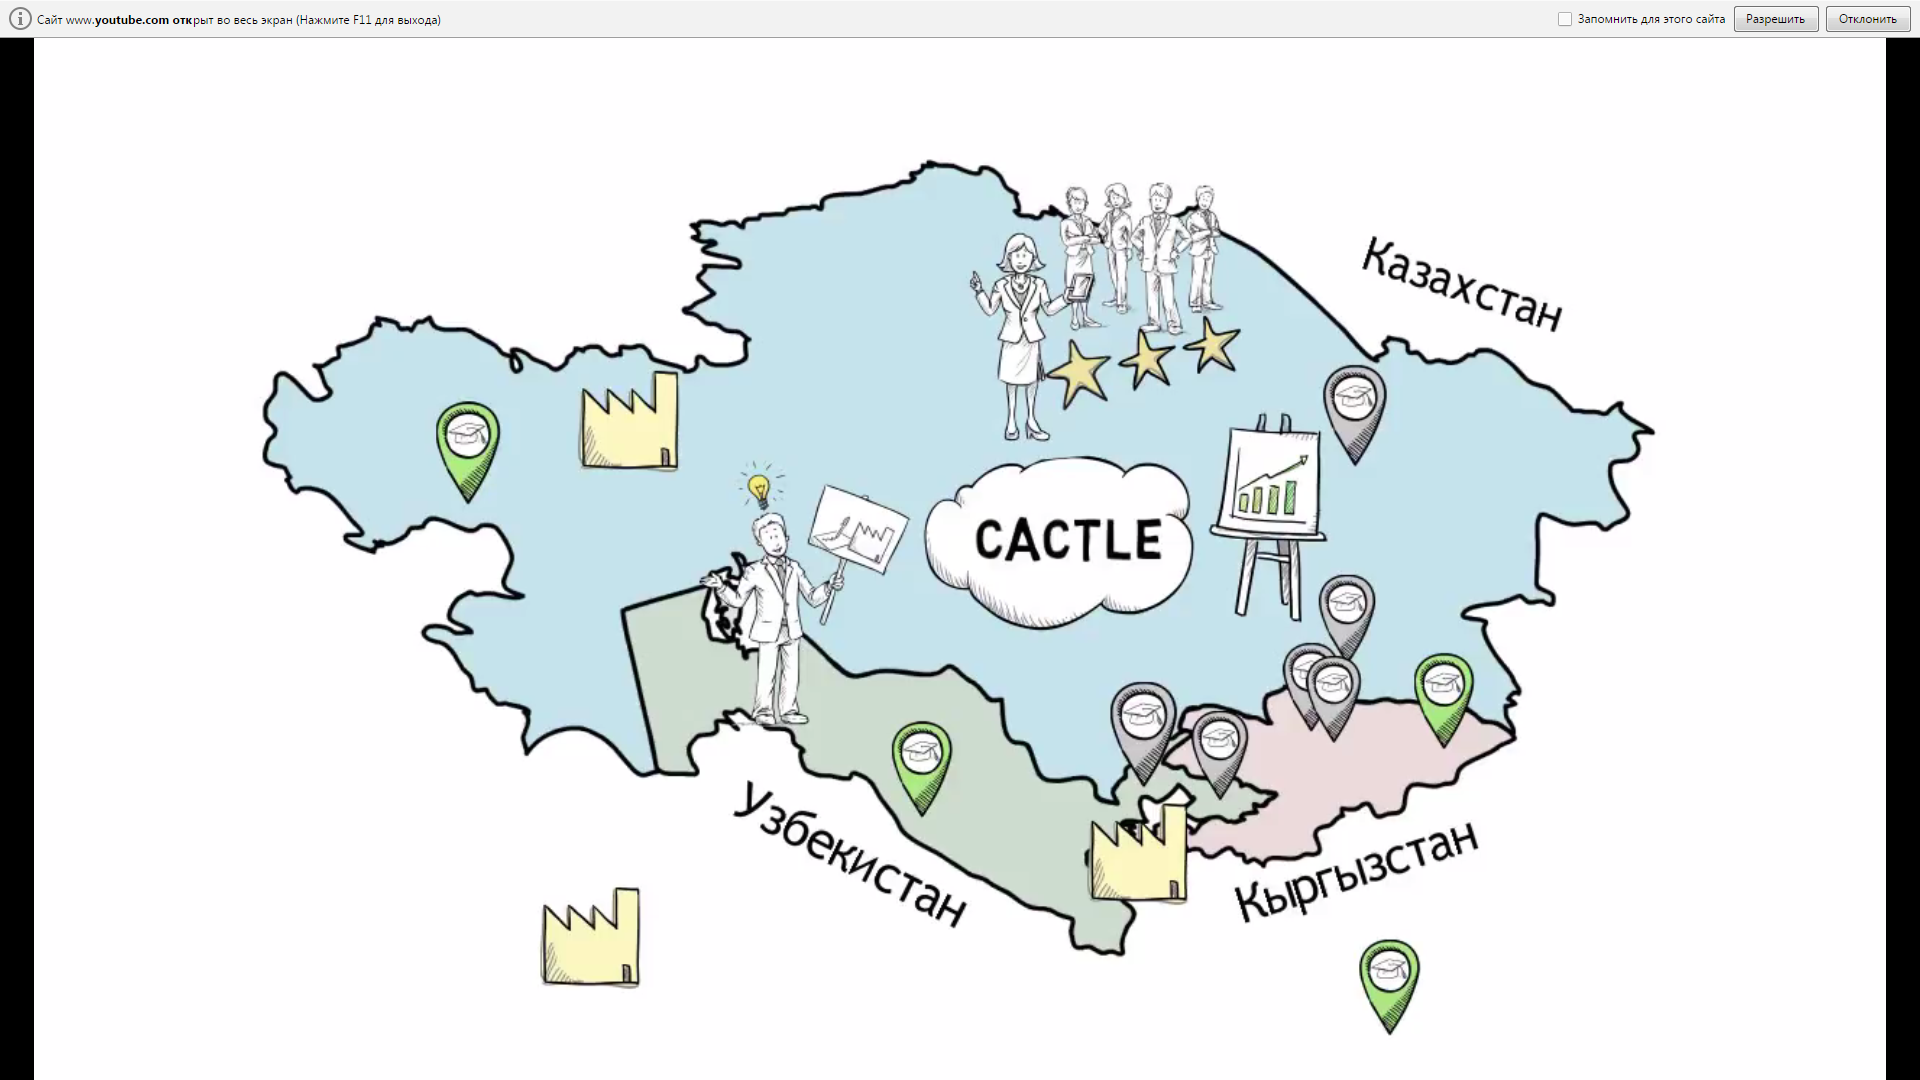 Сайт www.youtube.com открыт во весь экран (Нажмите F11 для выхода)
Запомнить для этого сайта
Разрешить
Отклонить
Казахстан
CACTLE
Узбекистан
Кыргызстан